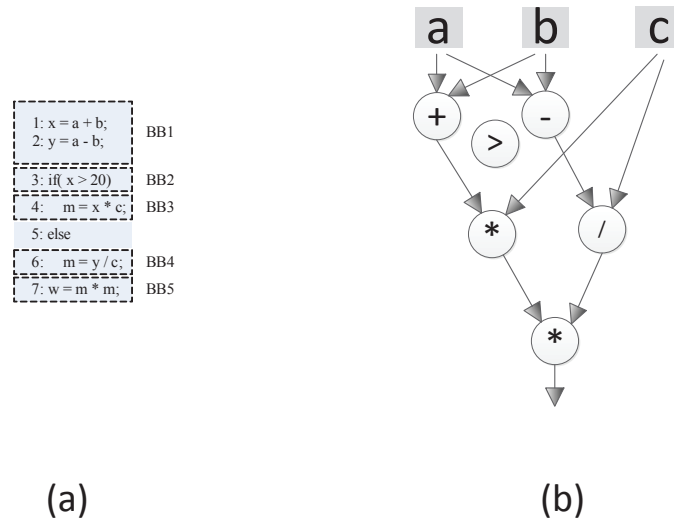 a b c
1: x = a + b;
2: y = a - b;
BB1
3: if( x > 20)
BB2
4: m = x * c;
BB3
5: else
6: m = y / c;
BB4
7: w = m * m;
BB5
+ -
>
* /
*
(a) (b)